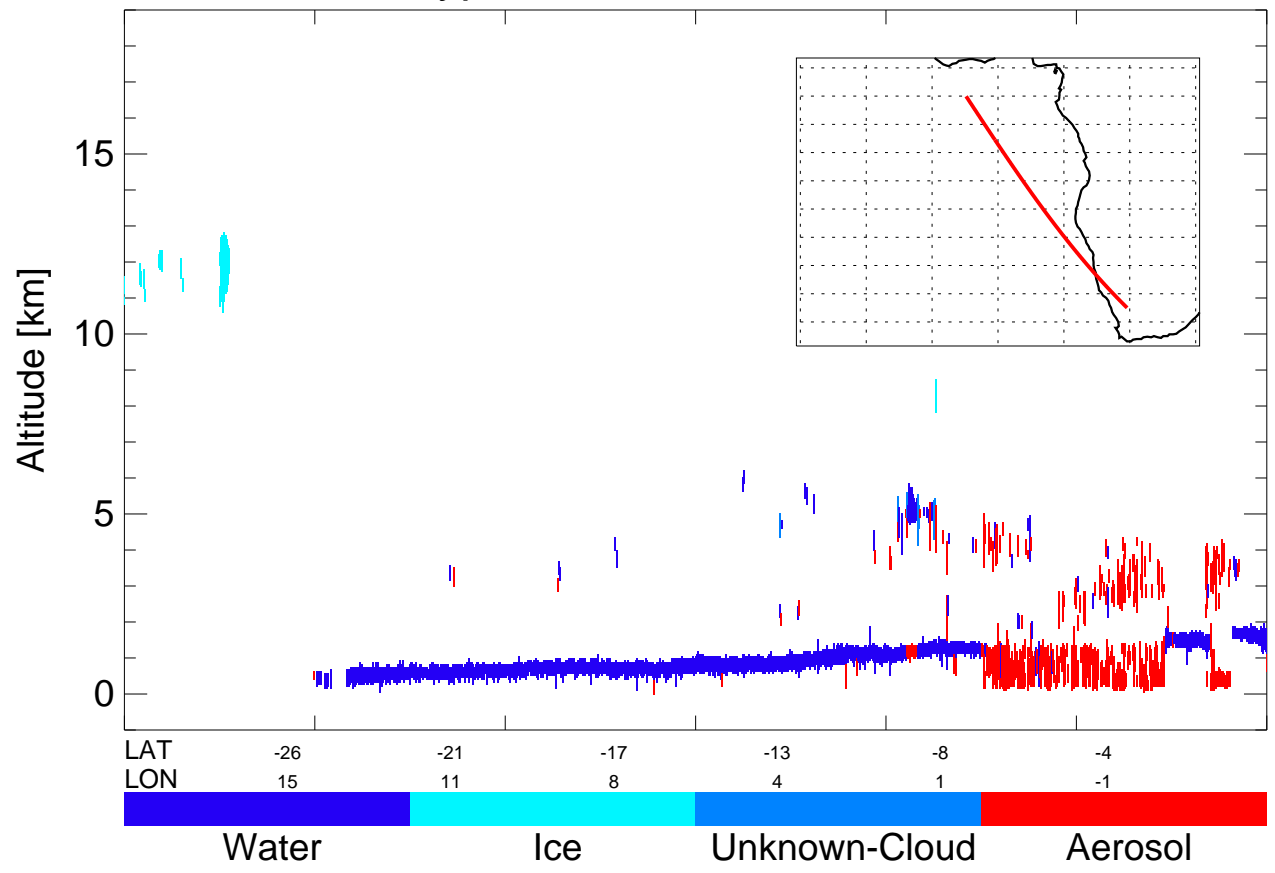 Altitude [km]
15
10
5
0
LAT -26 -21 -17 -13 -8 -4
LON 15 11 8 4 1 -1
Water Ice Unknown-Cloud Aerosol